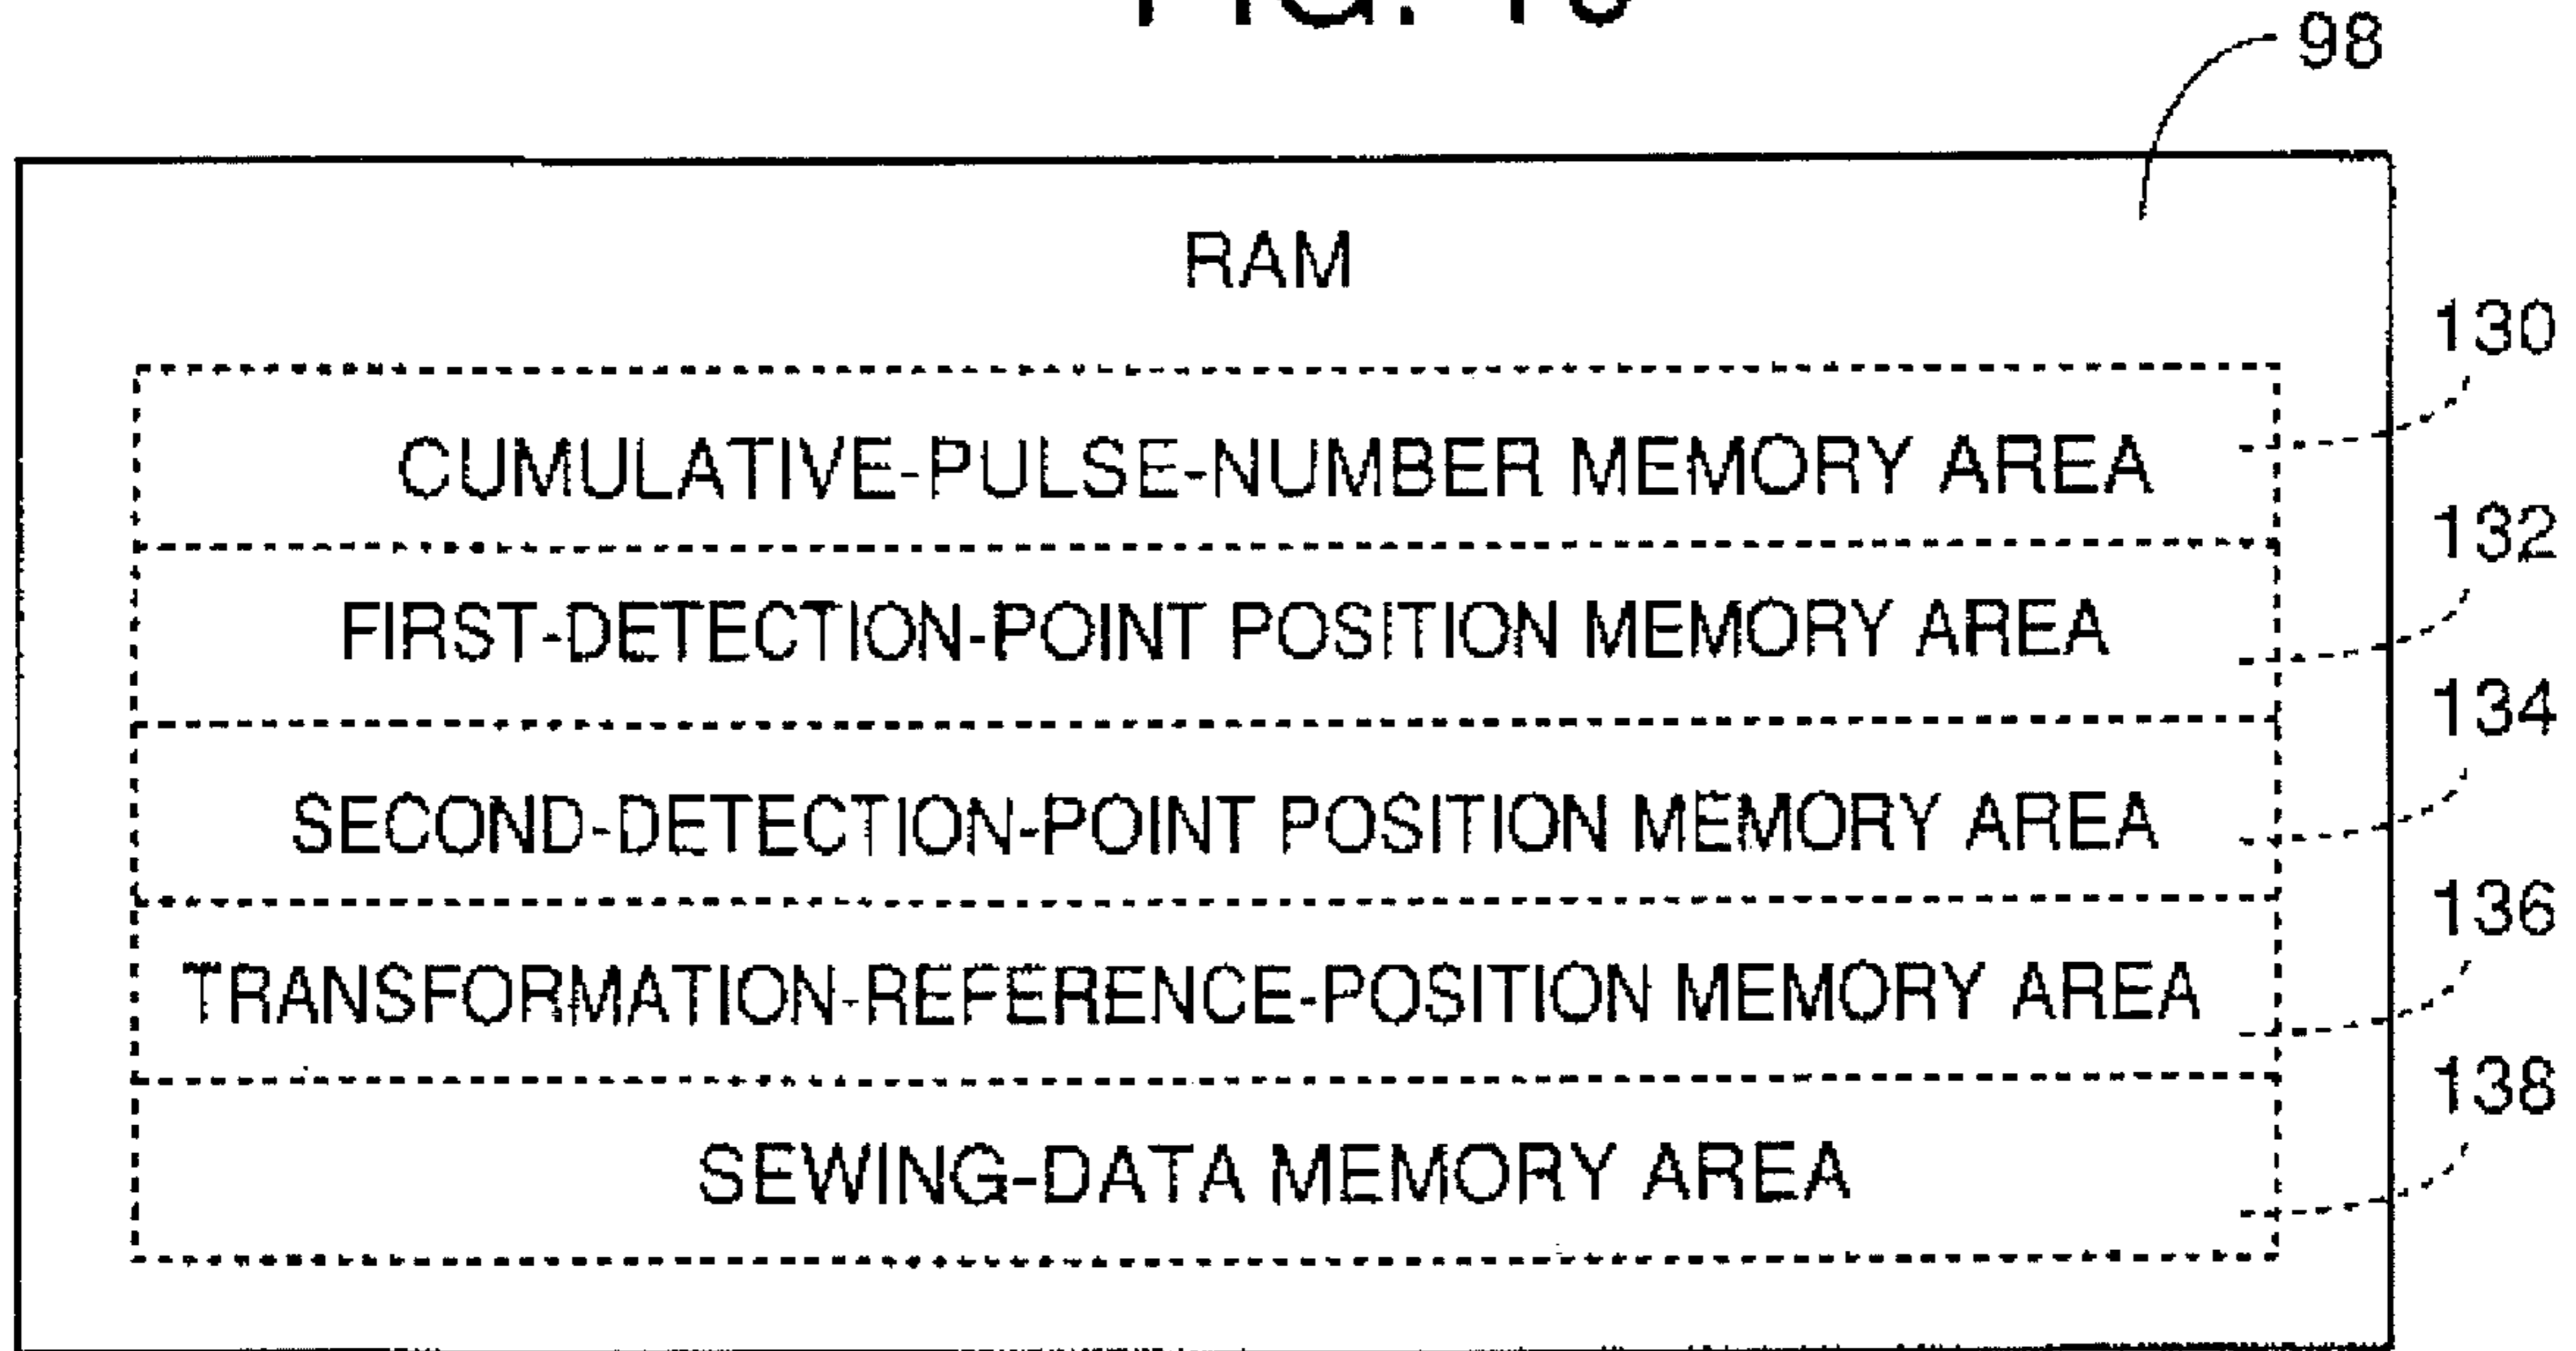 FIG.
98
RAM
130
CUMULATIVE-PULSE-NUMBER MEMORY AREA
132
FIRST-DETECTION-POINT POSITION MEMORY AREA
134
SECOND-DETECTION-POINT POSITION MEMORY AREA
136
TRANSFORMATION-REFERENCE-POSITION MEMORY AREA
138
SEWING-DATA MEMORY AREA